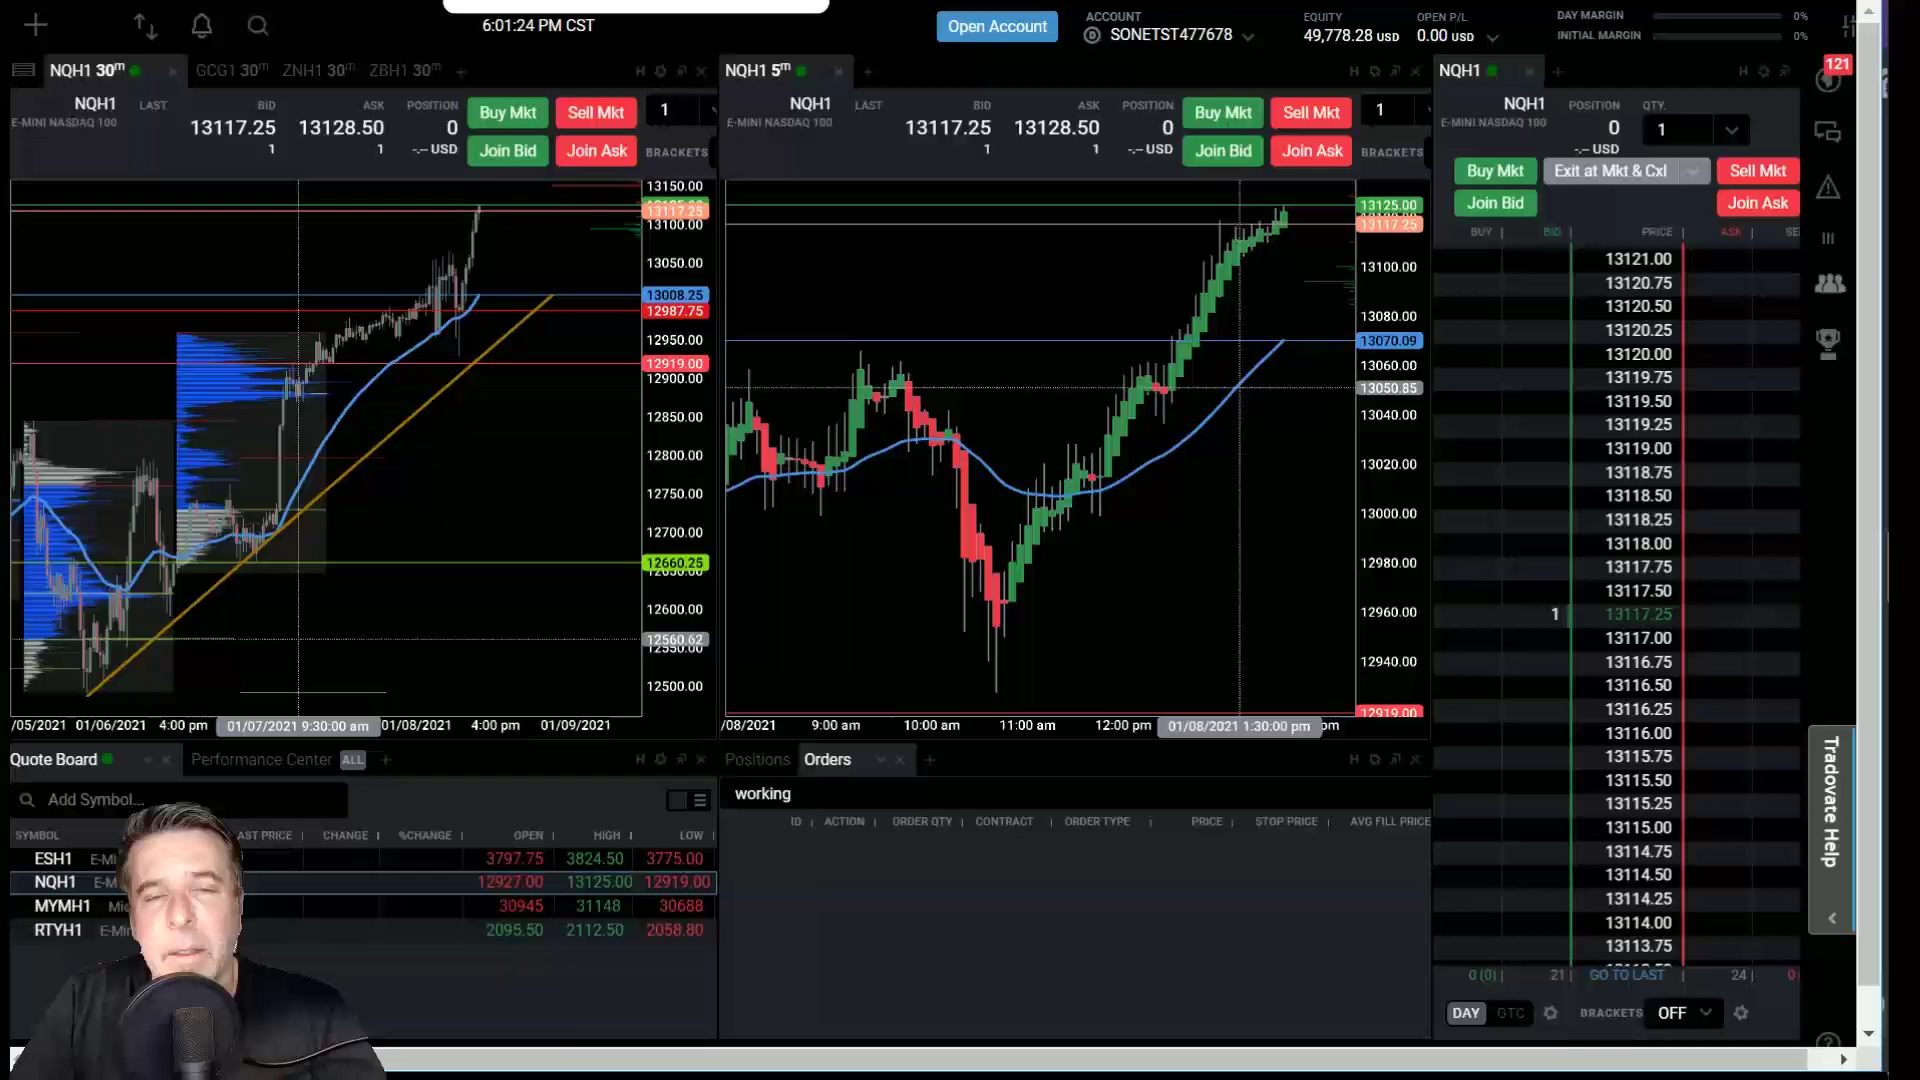 6:01:24 PM CST
Open Account
ACCOUNT
SONETST477678
EQUITY
49,778.28 USD
OPEN P/L
0.00 USD
DAY MARGIN
0%
INITIAL MARGIN
0%
NQH1 30m
GCG1 30m
ZNH1 30m
ZBH1 30m
H
NQH1
E-MINI NASDAQ 100
LAST
BID
13117.25
1
ASK
13128.50
1
POSITION
0
-.-- USD
Buy Mkt
Sell Mkt
1
Join Bid
Join Ask
BRACKETS
13150.00
13117.25
13100.00
13050.00
13008.25
12987.75
12950.00
12919.00
12900.00
12850.00
12800.00
12750.00
12700.00
12660.25
12600.00
12560.62
12550.00
12500.00
/05/2021
01/06/2021
4:00 pm
01/07/2021 9:30:00 am
01/08/2021
4:00 pm
01/09/2021
NQH1 5m
H
NQH1
E-MINI NASDAQ 100
LAST
BID
13117.25
1
ASK
13128.50
1
POSITION
0
-.-- USD
Buy Mkt
Sell Mkt
1
Join Bid
Join Ask
BRACKETS
13125.00
13117.25
13100.00
13080.00
13070.09
13060.00
13050.85
13040.00
13020.00
13000.00
12980.00
12960.00
12940.00
12919.00
/08/2021
9:00 am
10:00 am
11:00 am
12:00 pm
01/08/2021 1:30:00 pm
pm
NQH1
H
NQH1
E-MINI NASDAQ 100
POSITION
0
-.-- USD
QTY.
1
Buy Mkt
Exit at Mkt & Cxl
Sell Mkt
Join Bid
Join Ask
BUY
BID
PRICE
ASK
SE
13121.00
13120.75
13120.50
13120.25
13120.00
13119.75
13119.50
13119.25
13119.00
13118.75
13118.50
13118.25
13118.00
13117.75
13117.50
1 13117.25
13117.00
13116.75
13116.50
13116.25
13116.00
13115.75
13115.50
13115.25
13115.00
13114.75
13114.50
13114.25
13114.00
13113.75
0 (0)
21
GO TO LAST
24
0
DAY
GTC
BRACKETS
OFF
121
Tradovate Help
Quote Board
Performance Center
ALL
H
Add Symbol...
SYMBOL
AST PRICE
CHANGE
%CHANGE
OPEN
HIGH
LOW
ESH1 E-Mi 3797.75 3824.50 3775.00
NQH1 E-M 12927.00 13125.00 12919.00
MYMH1 Mic 30945 31148 30688
RTYH1 E-Mi 2095.50 2112.50 2058.80
Positions
Orders
H
working
ID
ACTION
ORDER QTY
CONTRACT
ORDER TYPE
PRICE
STOP PRICE
AVG FILL PRICE